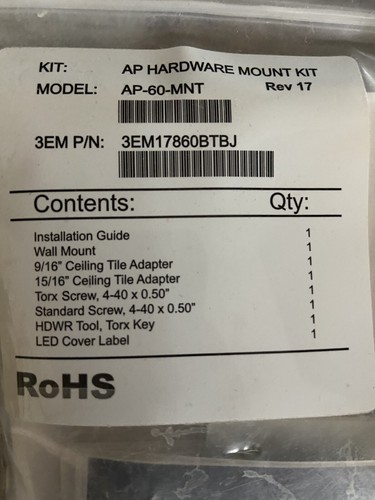 KIT: AP HARDWARE MOUNT KIT
MODEL: AP-60-MNT Rev 17
3EM P/N: 3EM17860BTBJ
Contents: Qty:
Installation Guide 1
Wall Mount 1
9/16" Ceiling Tile Adapter 1
15/16" Ceiling Tile Adapter 1
Torx Screw, 4-40 x 0.50" 1
Standard Screw, 4-40 x 0.50" 1
HDWR Tool, Torx Key 1
LED Cover Label 1
RoHS